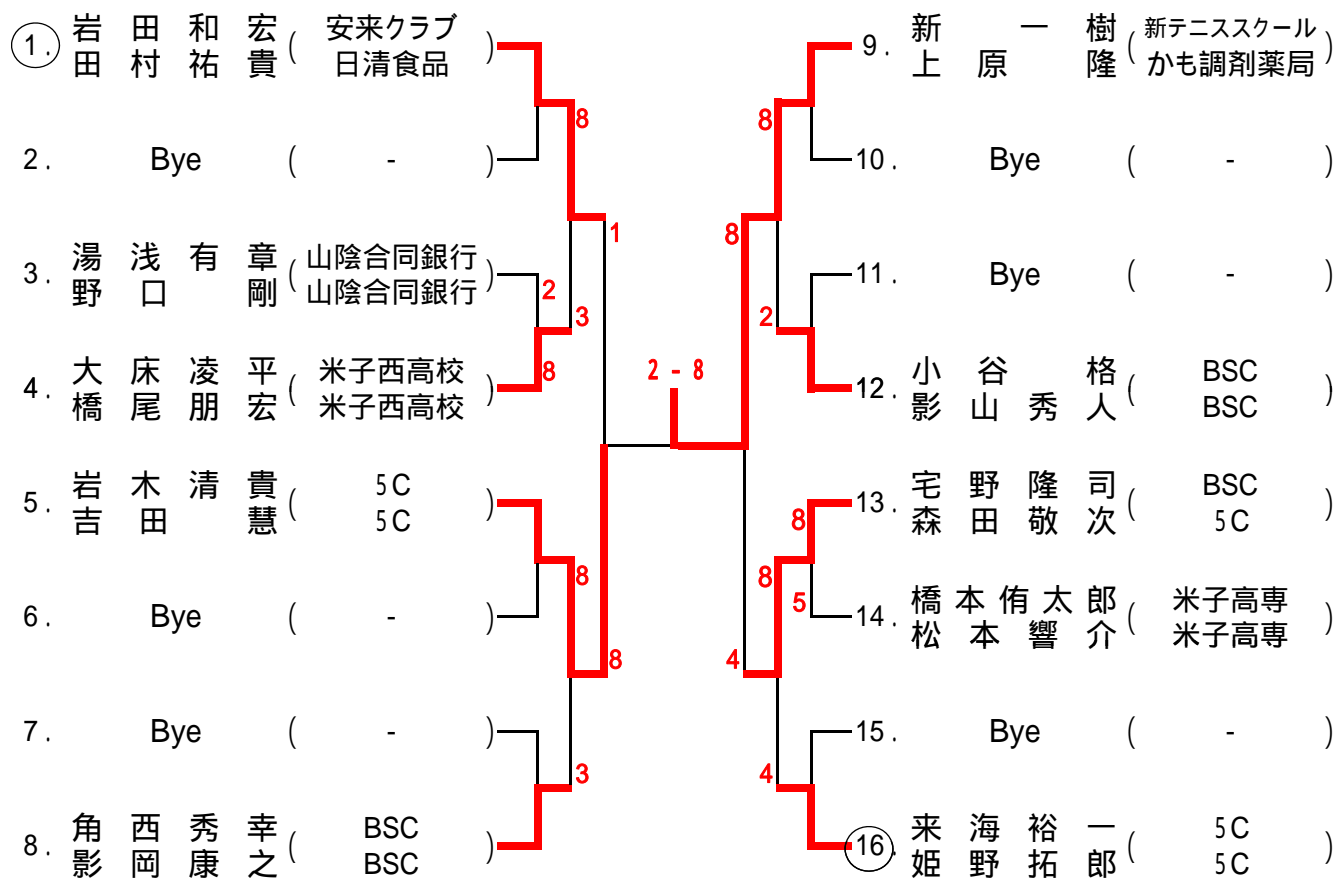 1. 岩田和宏 ( 安来クラブ )
田村祐貴 日清食品
8
2. Bye ( - )
1
3. 湯浅有章 ( 山陰合同銀行 )
野口剛 山陰合同銀行
2
3
4. 大床凌平 ( 米子西高校 )
橋尾朋宏 米子西高校
8
5. 岩木清貴 ( 5C )
吉田慧 5C
8
6. Bye ( - )
8
7. Bye ( - )
3
8. 角西秀幸 ( BSC )
影岡康之 BSC
2 - 8
9. 新一樹 ( 新テニススクール )
上原隆 かも調剤薬局
8
10. Bye ( - )
8
11. Bye ( - )
2
12. 小谷格 ( BSC )
影山秀人 BSC
13. 宅野隆司 ( BSC )
森田敬次 5C
8
8
5
14. 橋本侑太郎 ( 米子高専 )
松本響介 米子高専
4
15. Bye ( - )
4
16. 来海裕一 ( 5C )
姫野拓郎 5C